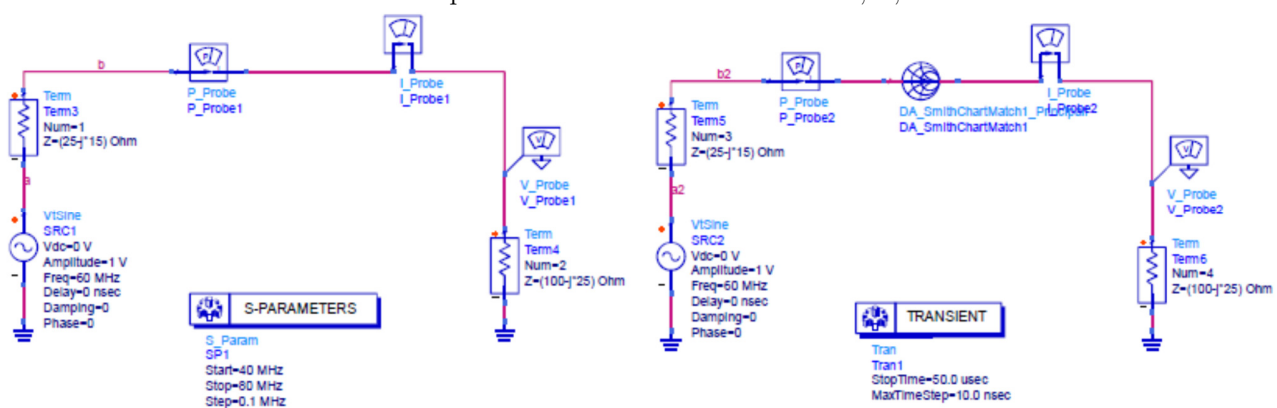 b
P_Probe
P_Probe1
I_Probe
I_Probe1
Term
Term3
Num=1
Z=(25-j*15) Ohm
a
VtSine
SRC1
Vdc=0 V
Amplitude=1 V
Freq=60 MHz
Delay=0 nsec
Damping=0
Phase=0
V_Probe
V_Probe1
Term
Term4
Num=2
Z=(100-j*25) Ohm
S-PARAMETERS
S_Param
SP1
Start=40 MHz
Stop=80 MHz
Step=0.1 MHz
b2
P_Probe
P_Probe2
DA_SmithChartMatch1
I_Probe
I_Probe2
Term
Term5
Num=3
Z=(25-j*15) Ohm
a2
VtSine
SRC2
Vdc=0 V
Amplitude=1 V
Freq=60 MHz
Delay=0 nsec
Damping=0
Phase=0
V_Probe
V_Probe2
Term
Term6
Num=4
Z=(100-j*25) Ohm
TRANSIENT
Tran
Tran1
StopTime=50.0 usec
MaxTimeStep=10.0 nsec